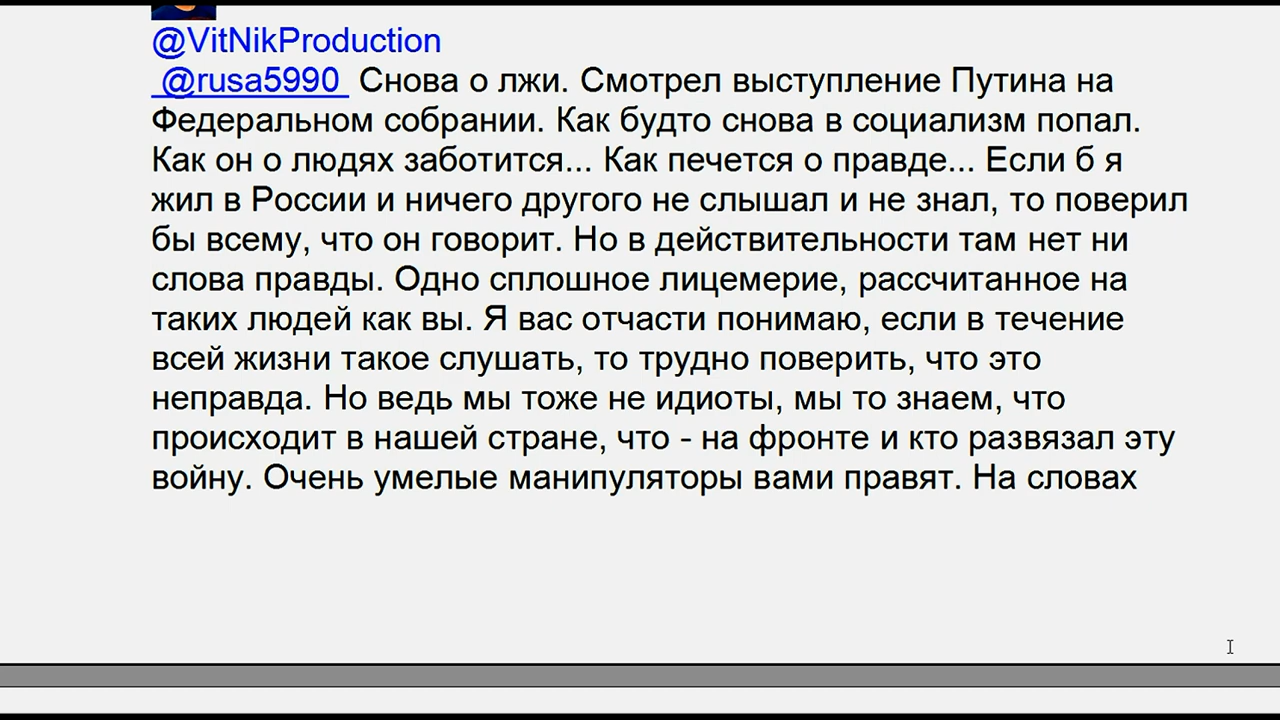 @VitNikProduction
@rusa5990 Снова о лжи. Смотрел выступление Путина на
Федеральном собрании. Как будто снова в социализм попал.
Как он о людях заботится... Как печется о правде... Если б я
жил в России и ничего другого не слышал и не знал, то поверил
бы всему, что он говорит. Но в действительности там нет ни
слова правды. Одно сплошное лицемерие, рассчитанное на
таких людей как вы. Я вас отчасти понимаю, если в течение
всей жизни такое слушать, то трудно поверить, что это
неправда. Но ведь мы тоже не идиоты, мы то знаем, что
происходит в нашей стране, что - на фронте и кто развязал эту
войну. Очень умелые манипуляторы вами правят. На словах